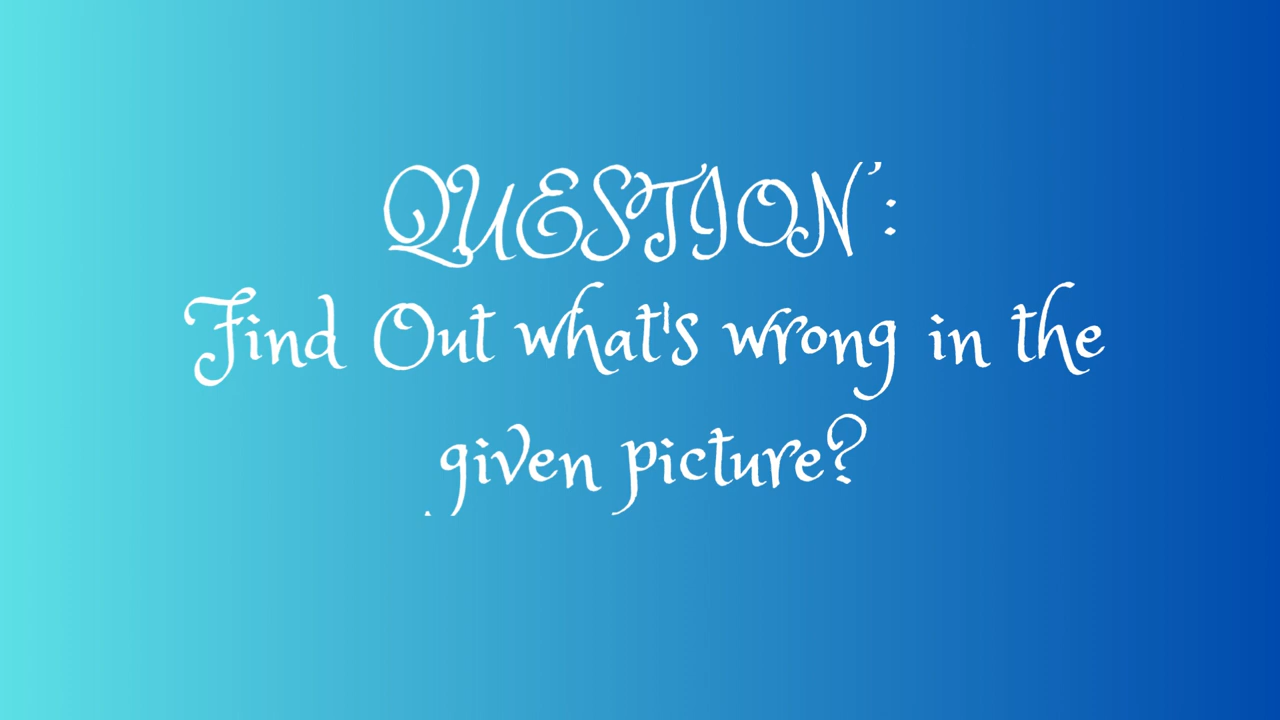 QUESTION :
Find Out what's wrong in the
given picture?